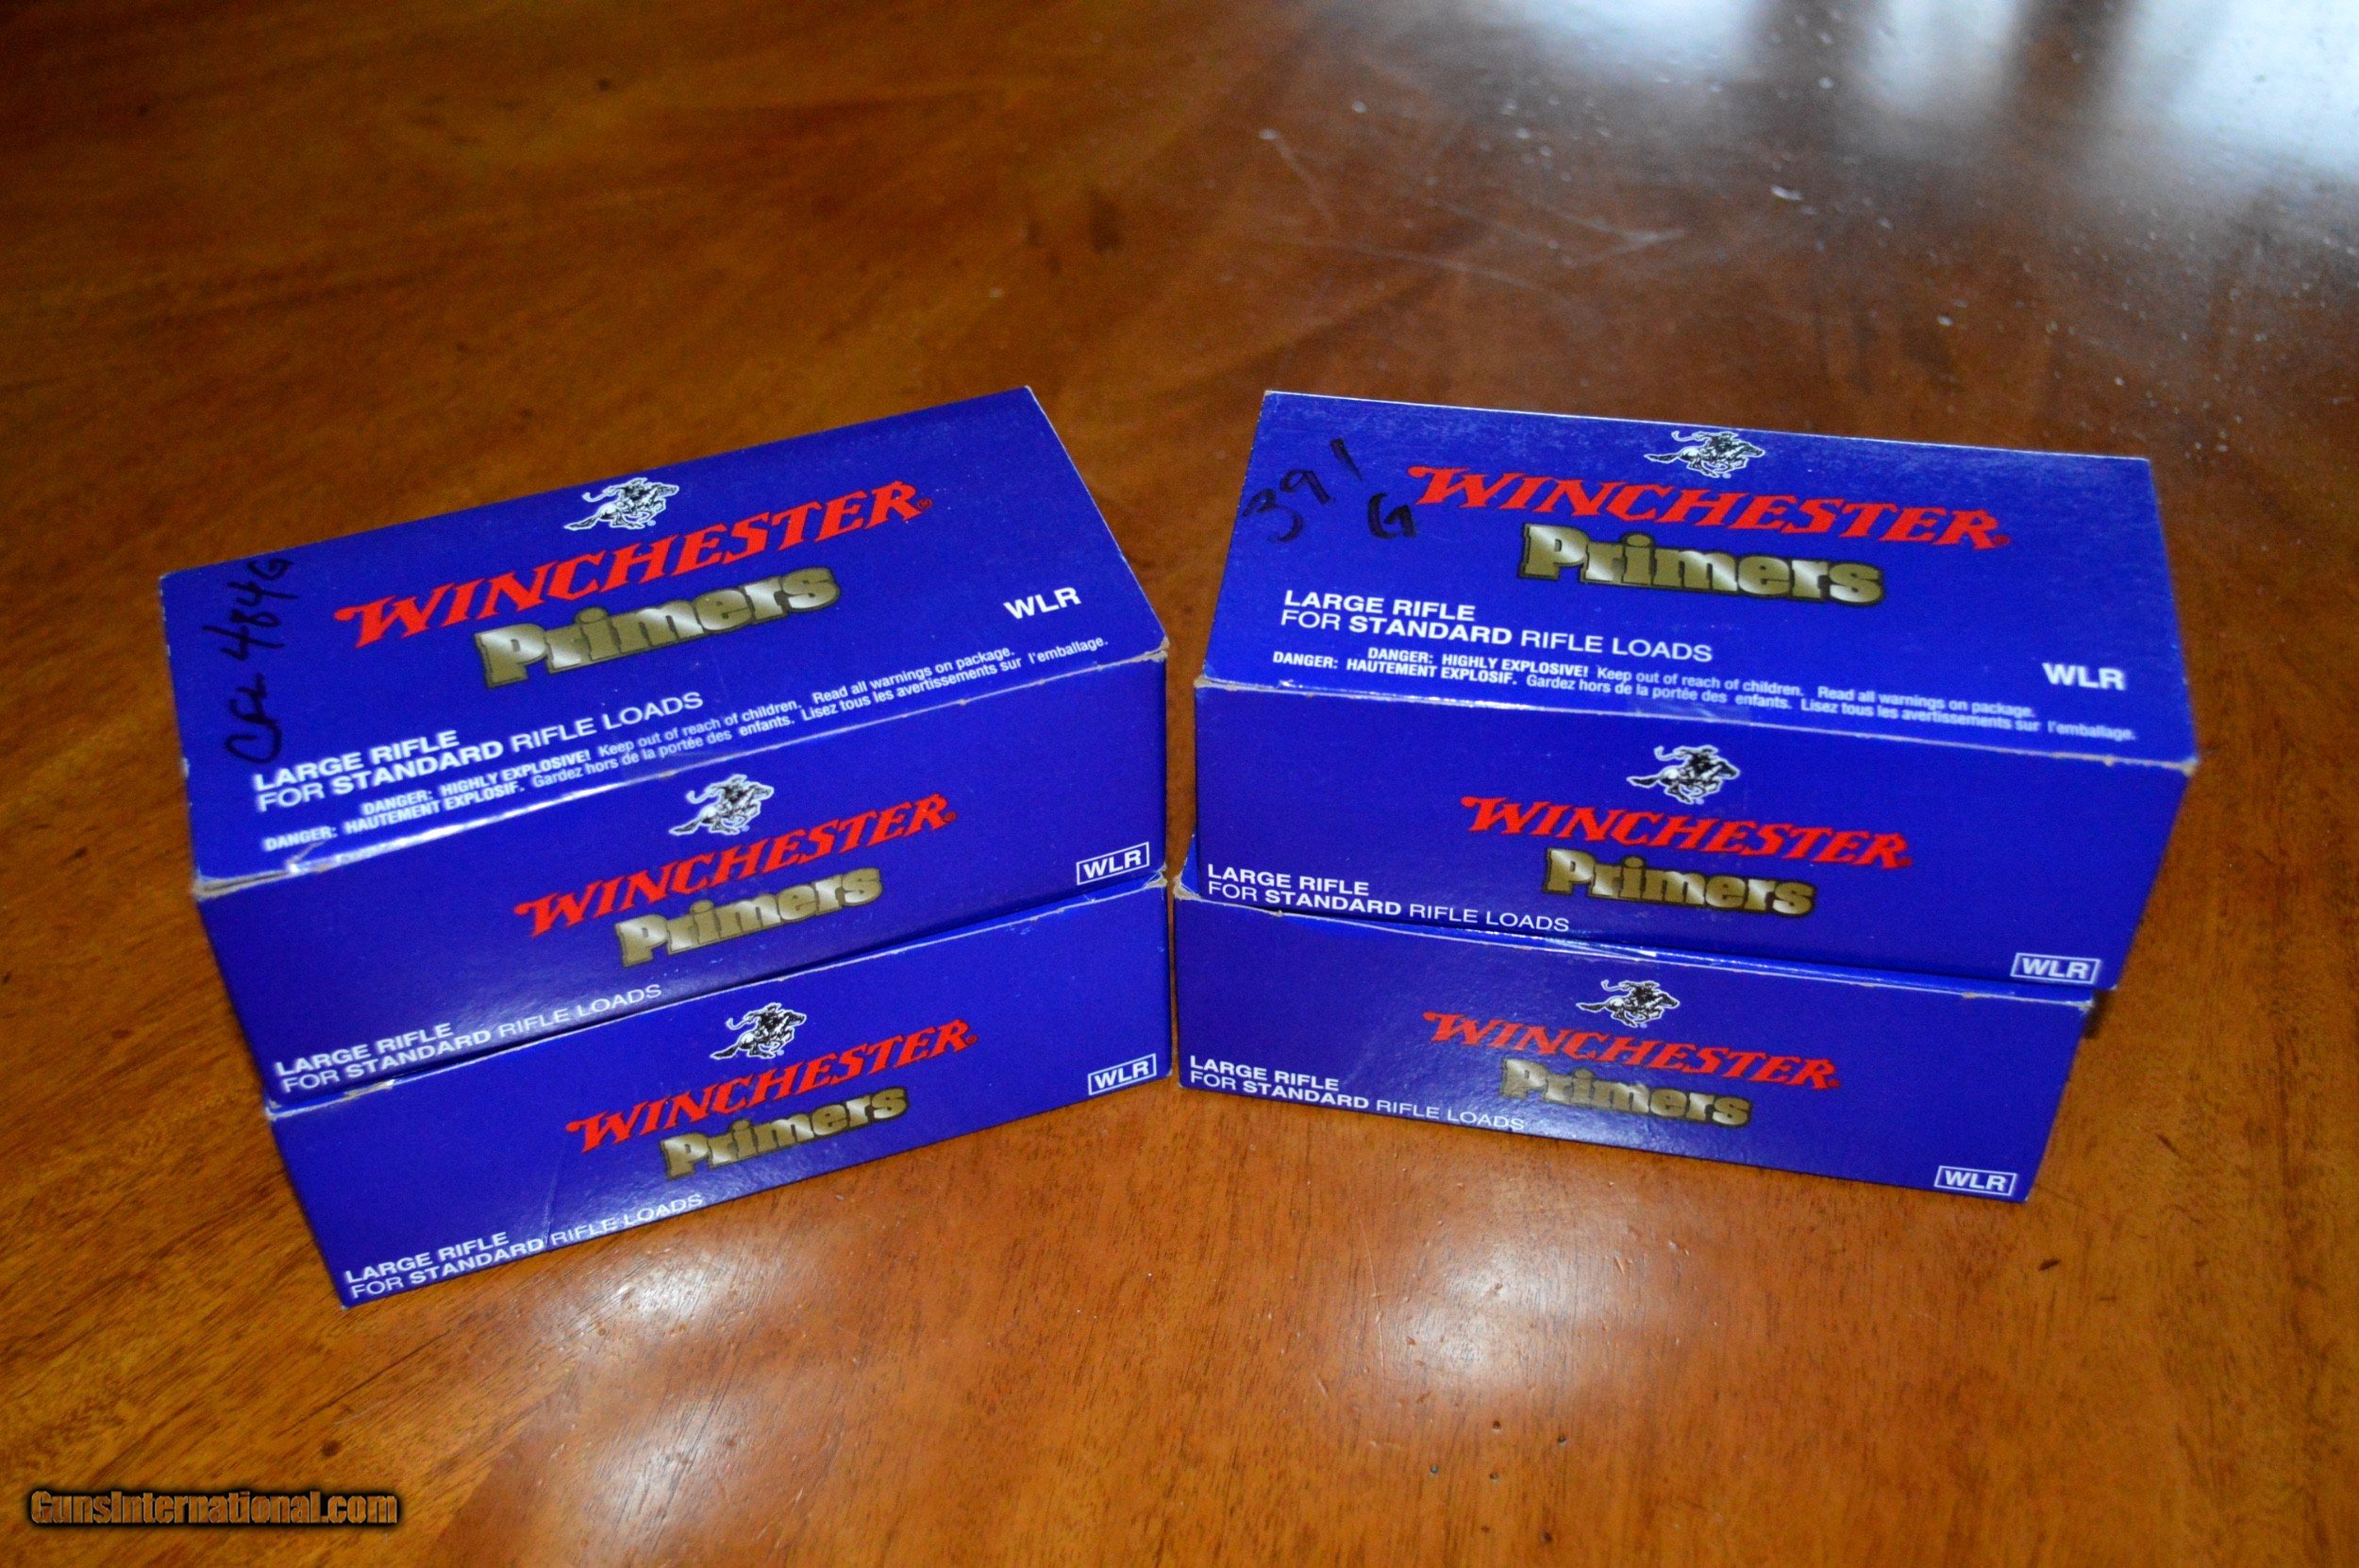 CFL 484G
WINCHESTER®
Primers
WLR
LARGE RIFLE
FOR STANDARD RIFLE LOADS
DANGER: HIGHLY EXPLOSIVE! Keep out of reach of children. Read all warnings on package.
DANGER: HAUTEMENT EXPLOSIF. Gardez hors de la portée des enfants. Lisez tous les avertissements sur l'emballage.
WINCHESTER®
Primers
WLR
LARGE RIFLE
FOR STANDARD RIFLE LOADS
WINCHESTER®
Primers
WLR
LARGE RIFLE
FOR STANDARD RIFLE LOADS
391
G
WINCHESTER®
Primers
LARGE RIFLE
FOR STANDARD RIFLE LOADS
WLR
DANGER: HIGHLY EXPLOSIVE! Keep out of reach of children. Read all warnings on package.
DANGER: HAUTEMENT EXPLOSIF. Gardez hors de la portée des enfants. Lisez tous les avertissements sur l'emballage.
WINCHESTER®
Primers
LARGE RIFLE
FOR STANDARD RIFLE LOADS
WLR
WINCHESTER®
Primers
LARGE RIFLE
FOR STANDARD RIFLE LOADS
WLR
GunsInternational.com